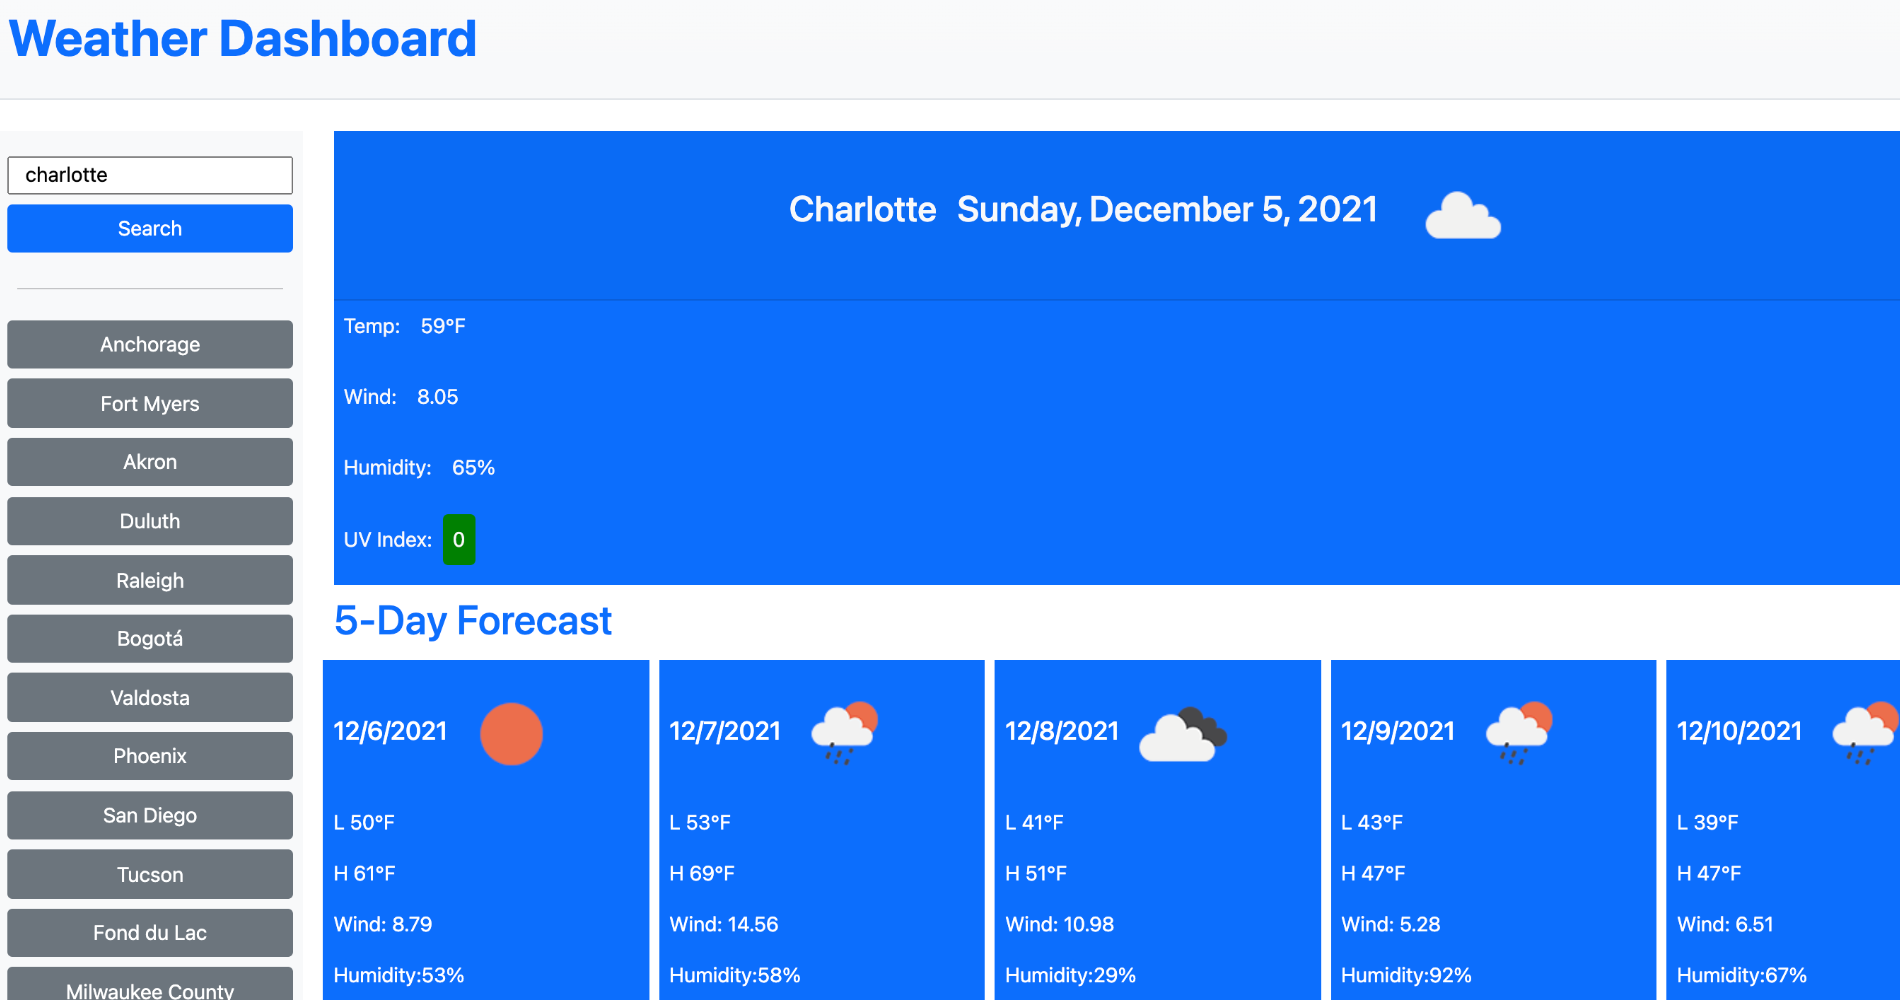 Weather Dashboard
charlotte
Search
Anchorage
Fort Myers
Akron
Duluth
Raleigh
Bogotá
Valdosta
Phoenix
San Diego
Tucson
Fond du Lac
Milwaukee County
Charlotte Sunday, December 5, 2021
Temp: 59°F
Wind: 8.05
Humidity: 65%
UV Index: 0
5-Day Forecast
12/6/2021
L 50°F
H 61°F
Wind: 8.79
Humidity:53%
12/7/2021
L 53°F
H 69°F
Wind: 14.56
Humidity:58%
12/8/2021
L 41°F
H 51°F
Wind: 10.98
Humidity:29%
12/9/2021
L 43°F
H 47°F
Wind: 5.28
Humidity:92%
12/10/2021
L 39°F
H 47°F
Wind: 6.51
Humidity:67%